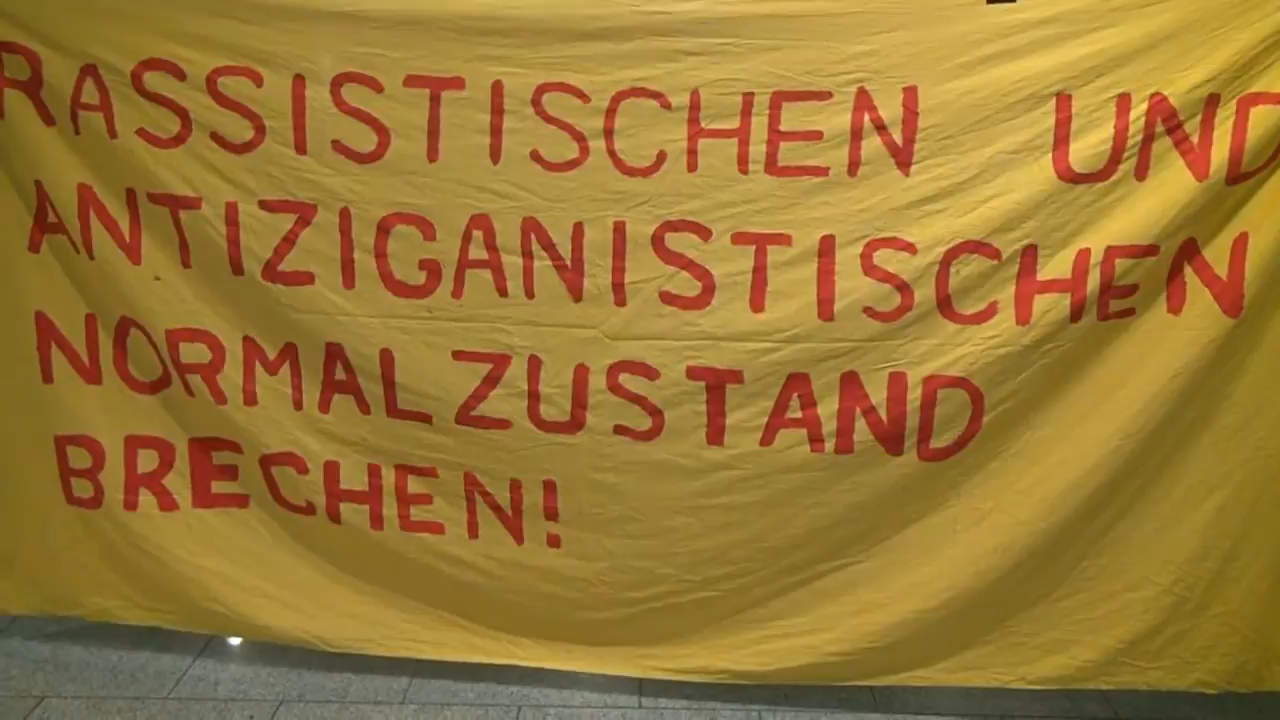 RASSISTISCHEN UND
ANTIZIGANISTISCHEN
NORMALZUSTAND
BRECHEN!